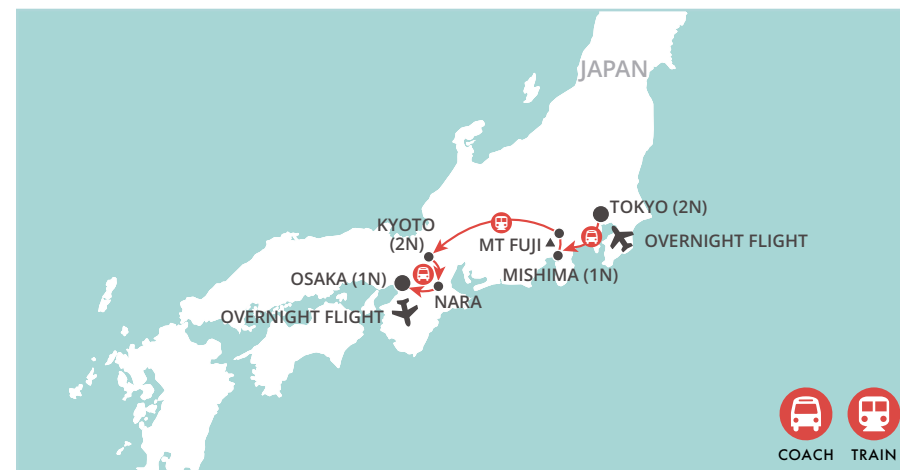 JAPAN
TOKYO (2N)
OVERNIGHT FLIGHT
KYOTO
(2N)
MT FUJI
MISHIMA (1N)
OSAKA (1N)
NARA
OVERNIGHT FLIGHT
COACH
TRAIN